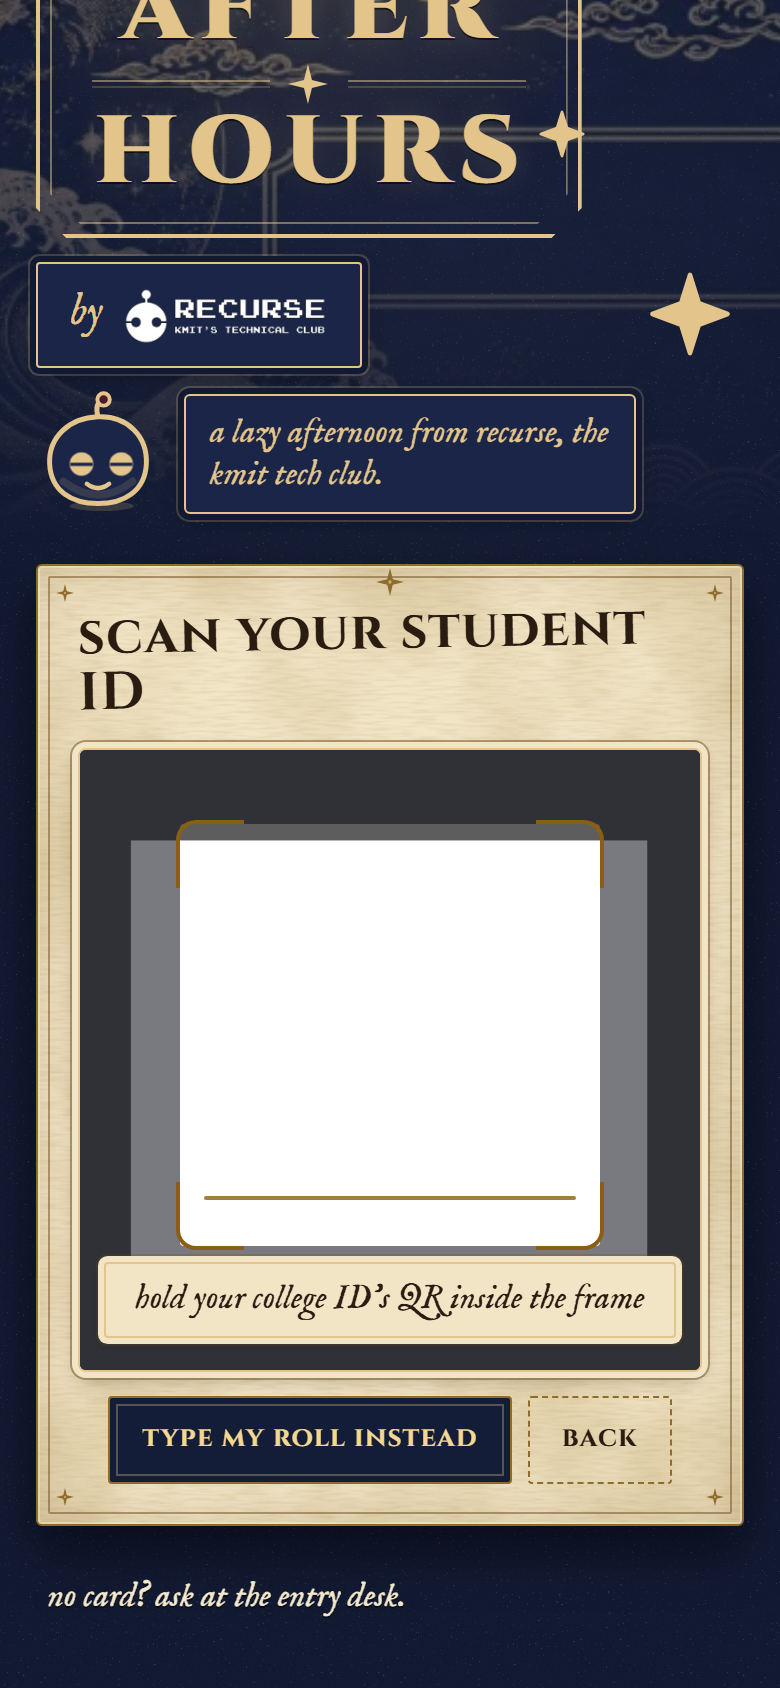 AFTER
HOURS
by
RECURSE
KMIT'S TECHNICAL CLUB
a lazy afternoon from recurse, the
kmit tech club.
SCAN YOUR STUDENT
ID
hold your college ID's QR inside the frame
TYPE MY ROLL INSTEAD
BACK
no card? ask at the entry desk.